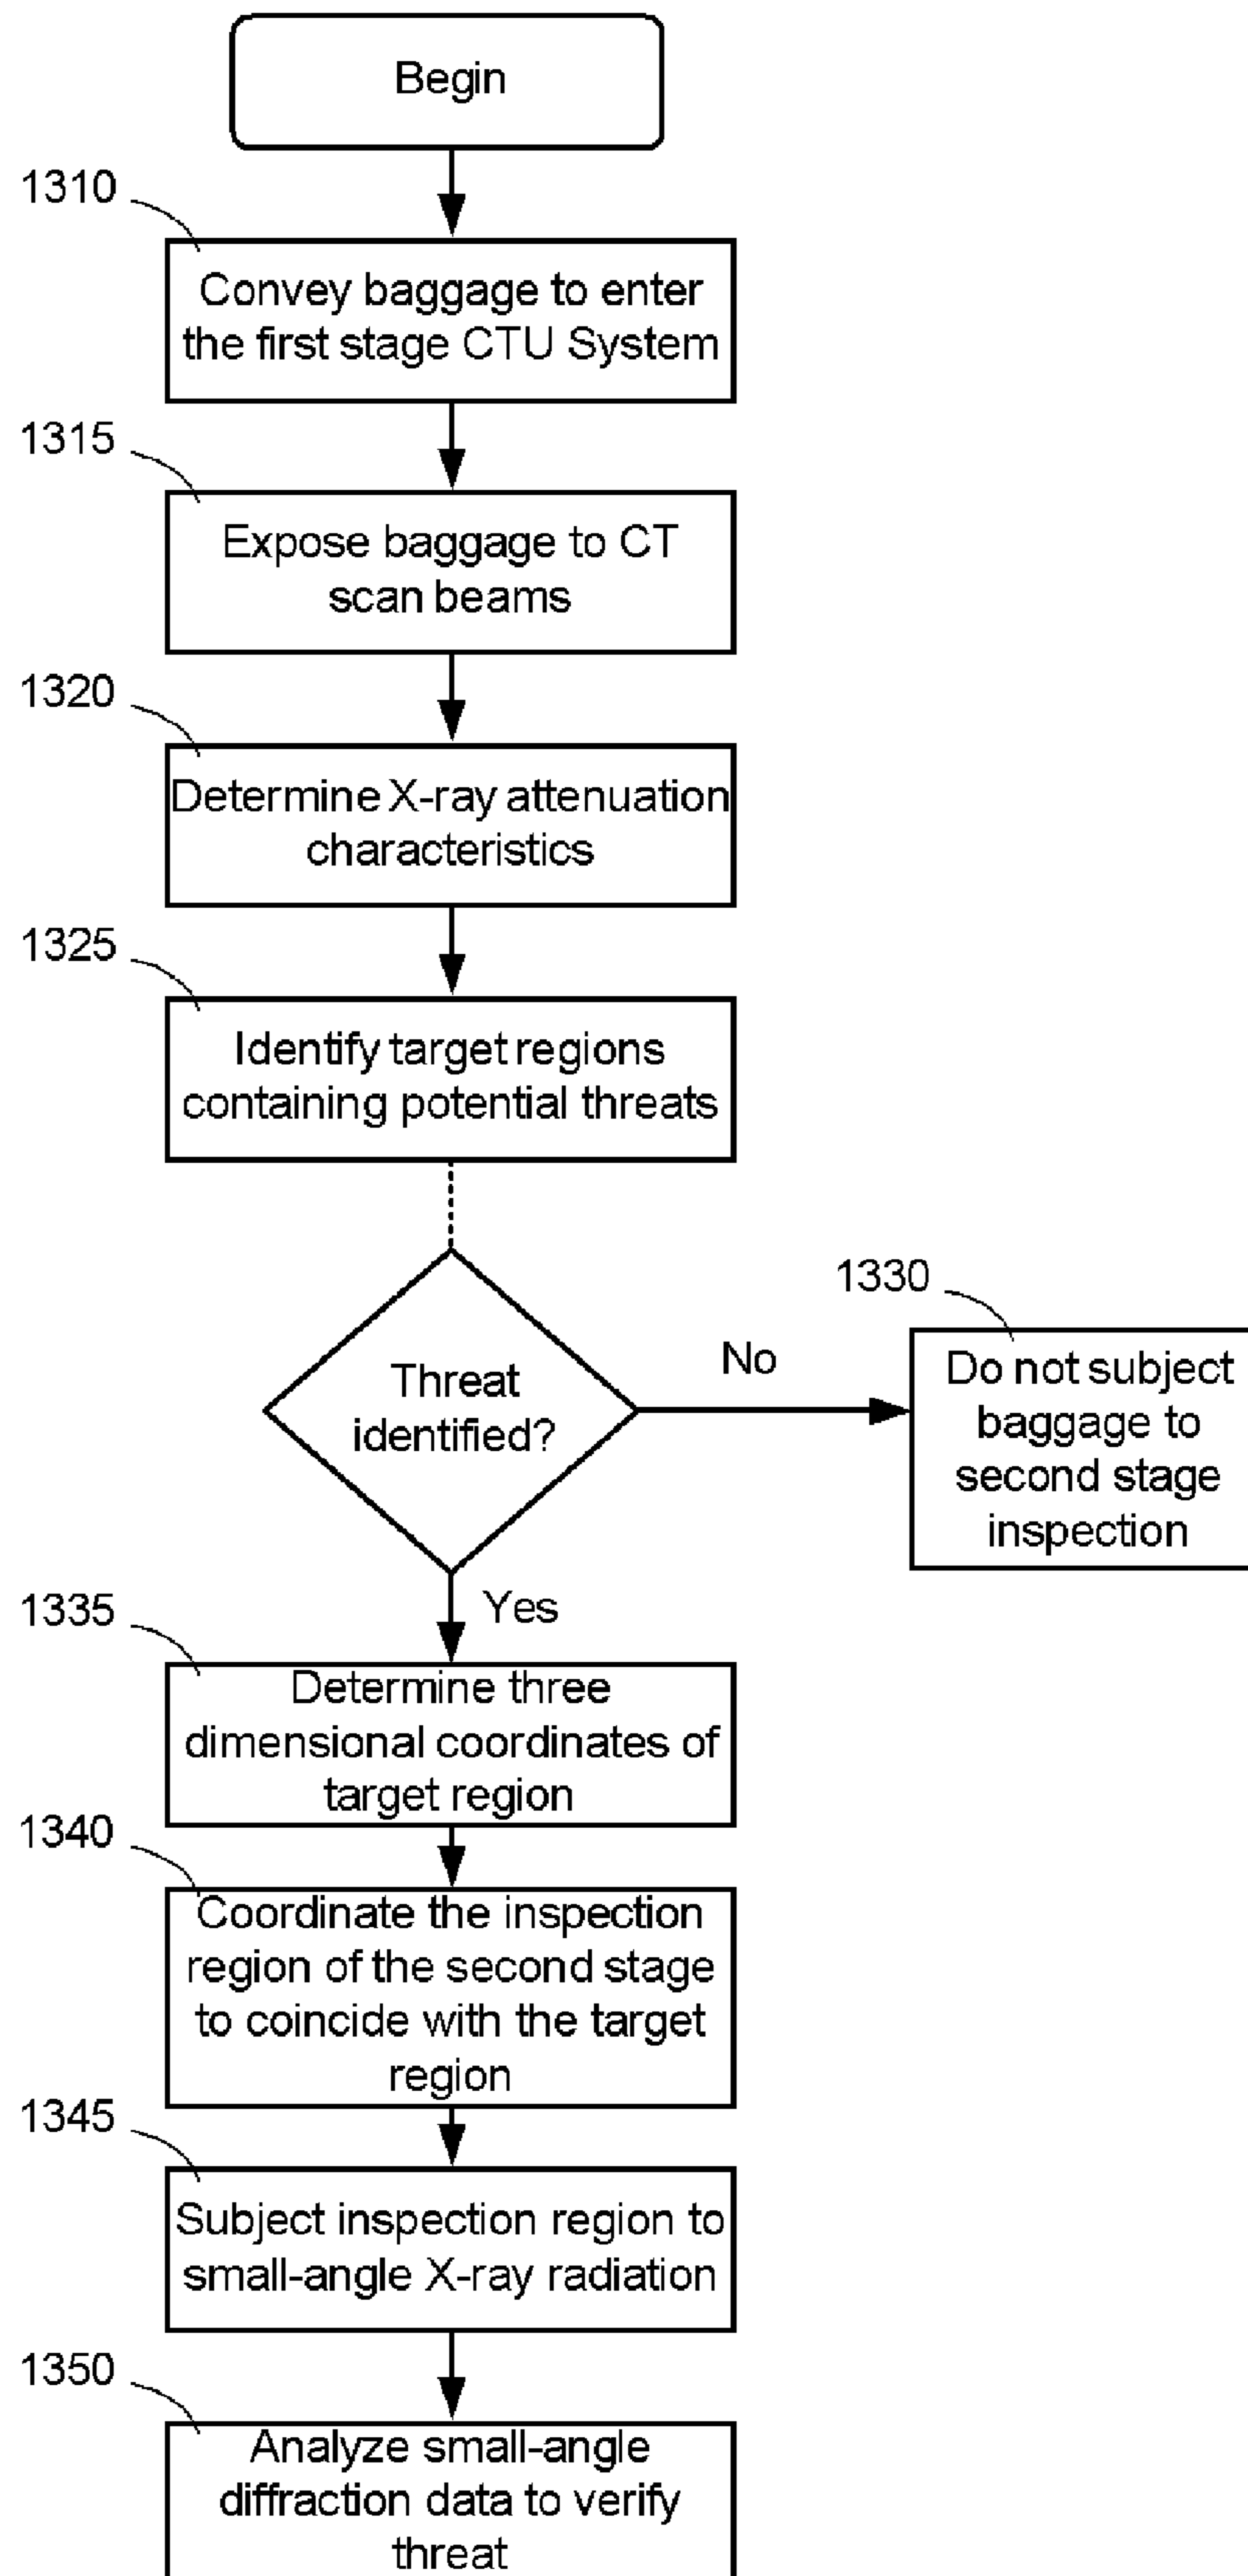 Begin
1310
Convey baggage to enter
the first stage CTU System
1315
Expose baggage to CT
scan beams
1320
Determine X-ray attenuation
characteristics
1325
Identify target regions
containing potential threats
Threat
identified?
No
1330
Do not subject
baggage to
second stage
inspection
Yes
1335
Determine three
dimensional coordinates of
target region
1340
Coordinate the inspection
region of the second stage
to coincide with the target
region
1345
Subject inspection region to
small-angle X-ray radiation
1350
Analyze small-angle
diffraction data to verify
threat